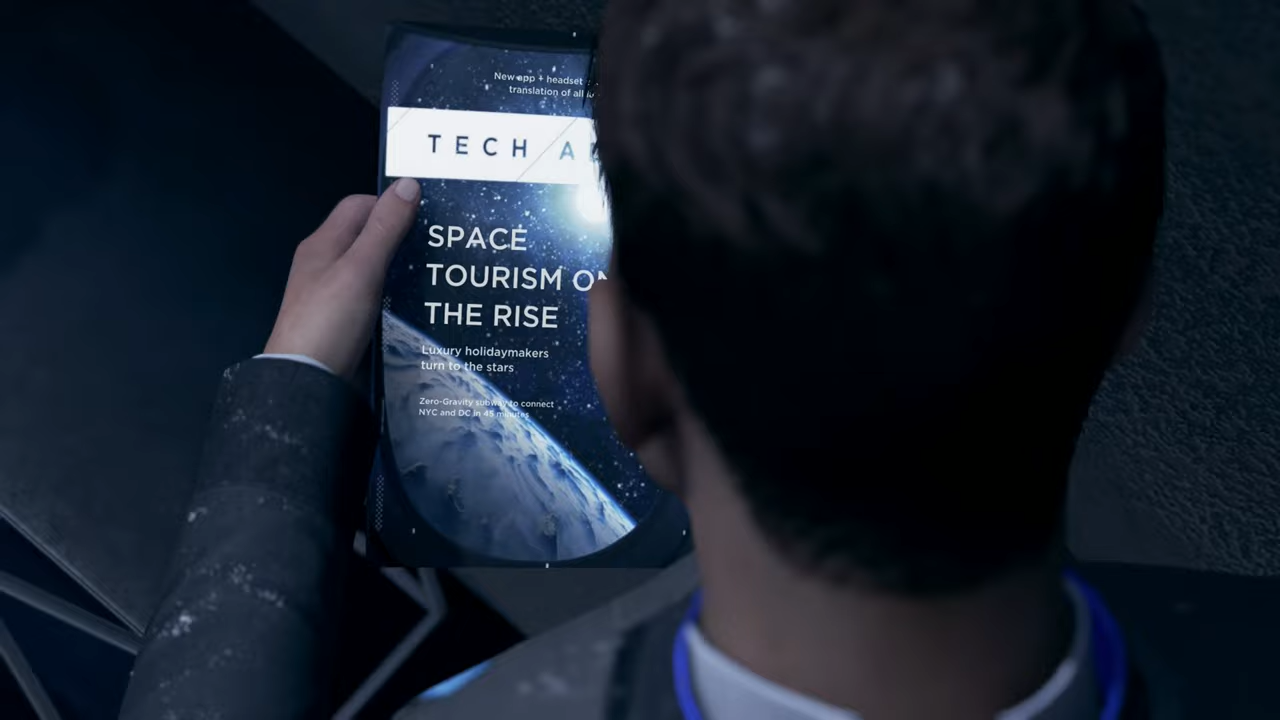 New app + headset
translation of all
TECH A
SPACE
TOURISM ON
THE RISE
Luxury holidaymakers
turn to the stars
Zero-Gravity subway to connect
NYC and DC in 45 minutes